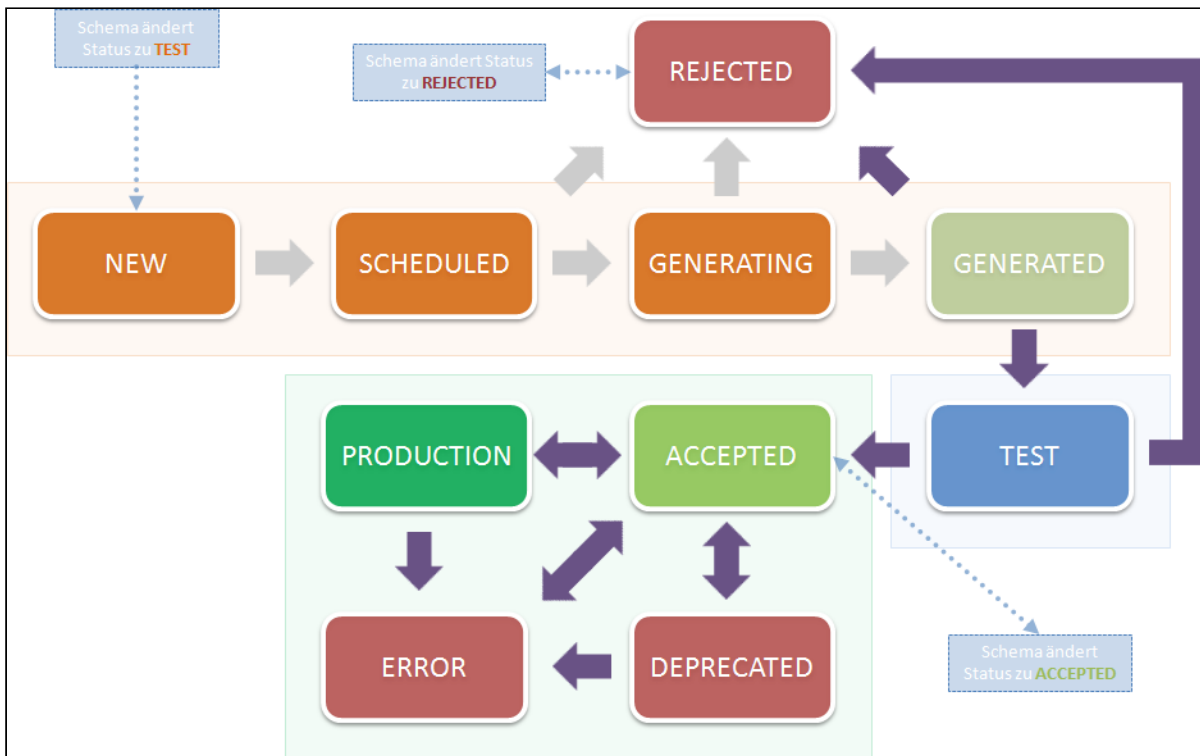 Schema ändert
Status zu TEST
Schema ändert Status
zu REJECTED
REJECTED
NEW
SCHEDULED
GENERATING
GENERATED
PRODUCTION
ACCEPTED
TEST
ERROR
DEPRECATED
Schema ändert
Status zu ACCEPTED